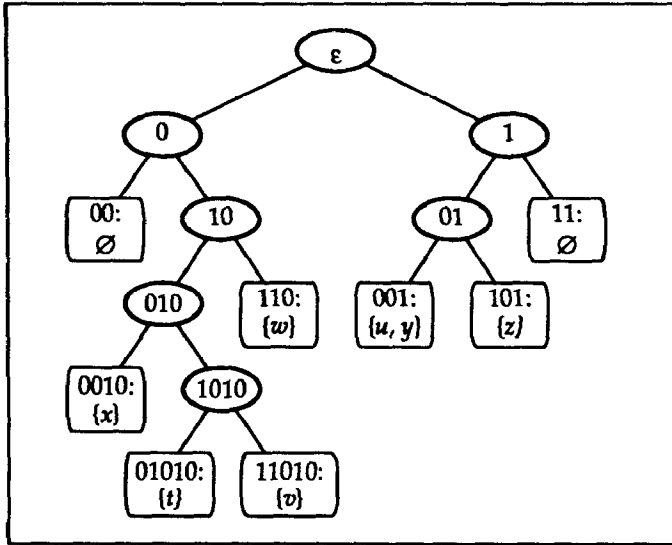 ε
0
1
00:
∅
10
01
11:
∅
010
110:
{w}
001:
{u, y}
101:
{z}
0010:
{x}
1010
01010:
{t}
11010:
{v}